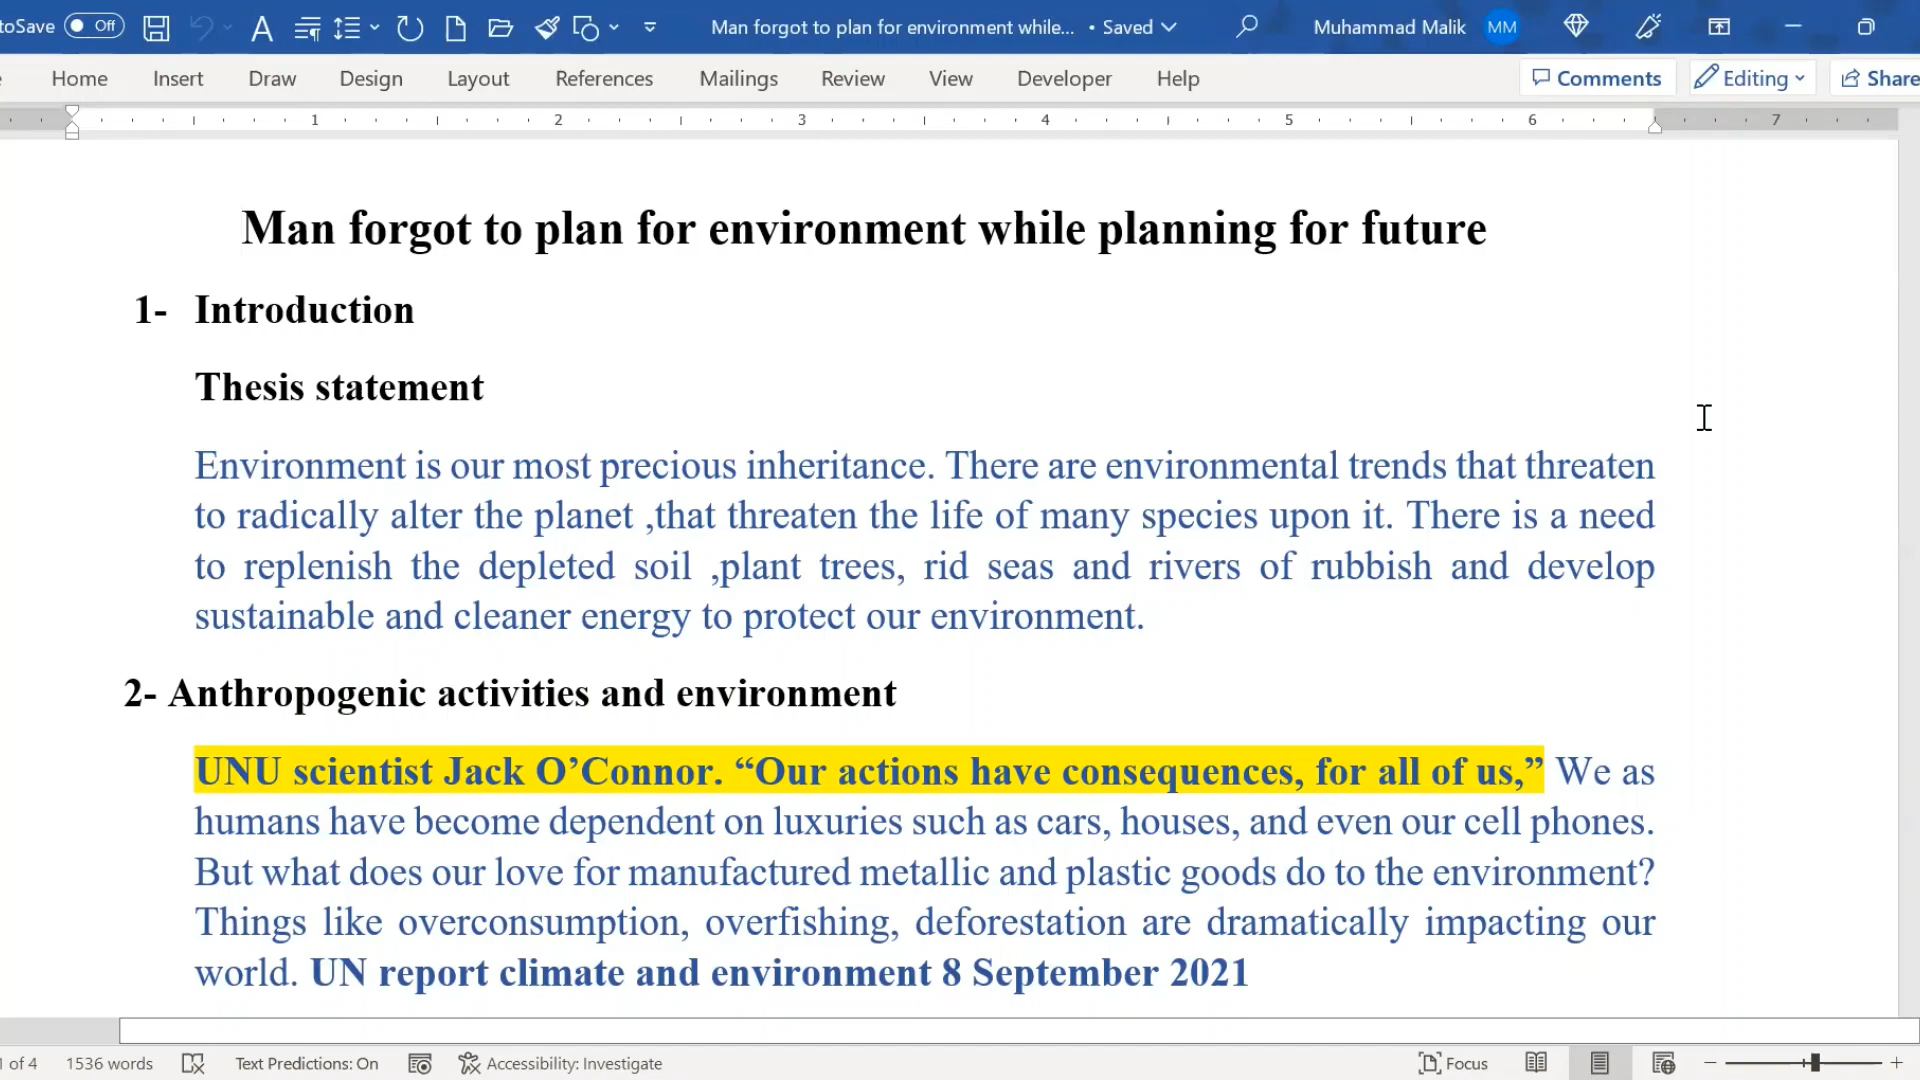 toSave Off Man forgot to plan for environment while... • Saved Muhammad Malik MM
Home Insert Draw Design Layout References Mailings Review View Developer Help Comments Editing Share
1 2 3 4 5 6 7
Man forgot to plan for environment while planning for future
1- Introduction
Thesis statement
Environment is our most precious inheritance. There are environmental trends that threaten
to radically alter the planet ,that threaten the life of many species upon it. There is a need
to replenish the depleted soil ,plant trees, rid seas and rivers of rubbish and develop
sustainable and cleaner energy to protect our environment.
2- Anthropogenic activities and environment
UNU scientist Jack O’Connor. “Our actions have consequences, for all of us,” We as
humans have become dependent on luxuries such as cars, houses, and even our cell phones.
But what does our love for manufactured metallic and plastic goods do to the environment?
Things like overconsumption, overfishing, deforestation are dramatically impacting our
world. UN report climate and environment 8 September 2021
1 of 4 1536 words Text Predictions: On Accessibility: Investigate Focus